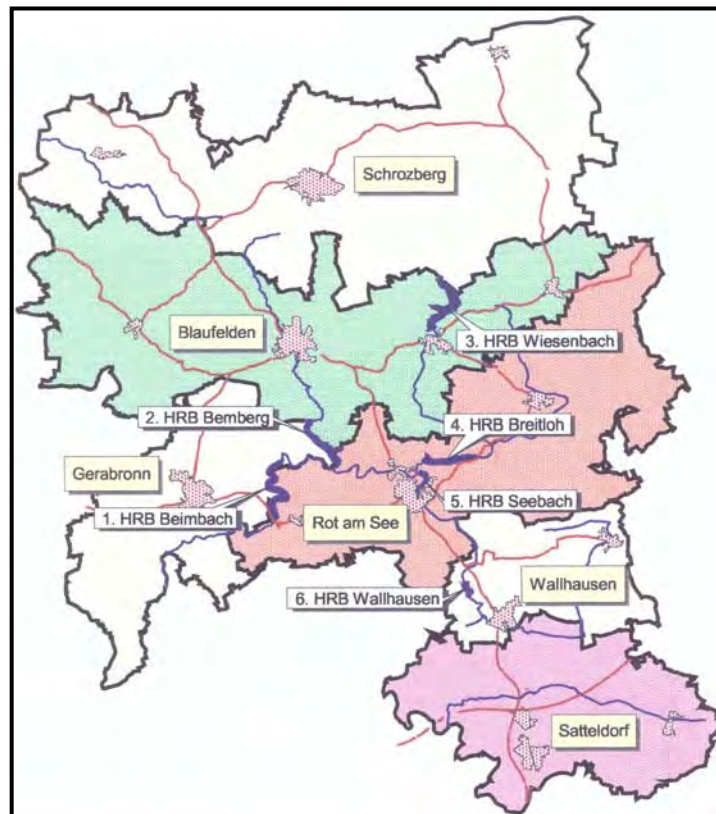 Schrozberg
Blaufelden
3. HRB Wiesenbach
2. HRB Bemberg
4. HRB Breitloh
Gerabronn
5. HRB Seebach
1. HRB Beimbach
Rot am See
Wallhausen
6. HRB Wallhausen
Satteldorf